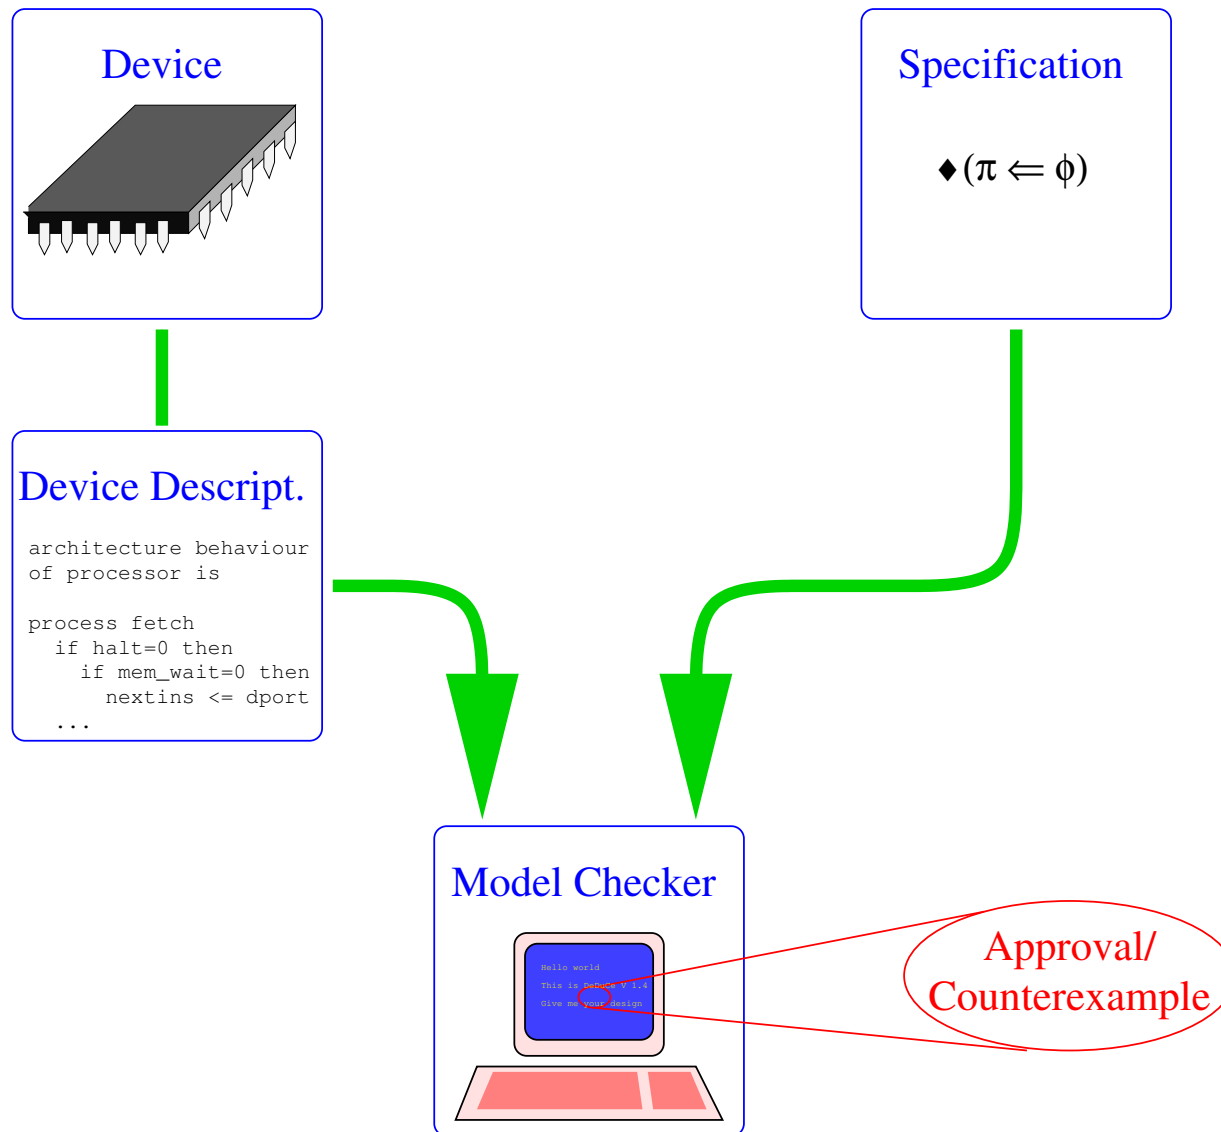 Device
Specification
♦(π ⇐ ϕ)
Device Descript.
architecture behaviour
of processor is
process fetch
if halt=0 then
if mem_wait=0 then
nextins <= dport
...
Model Checker
Hello world
This is DeDuCe V 1.4
Give me your design
Approval/
Counterexample